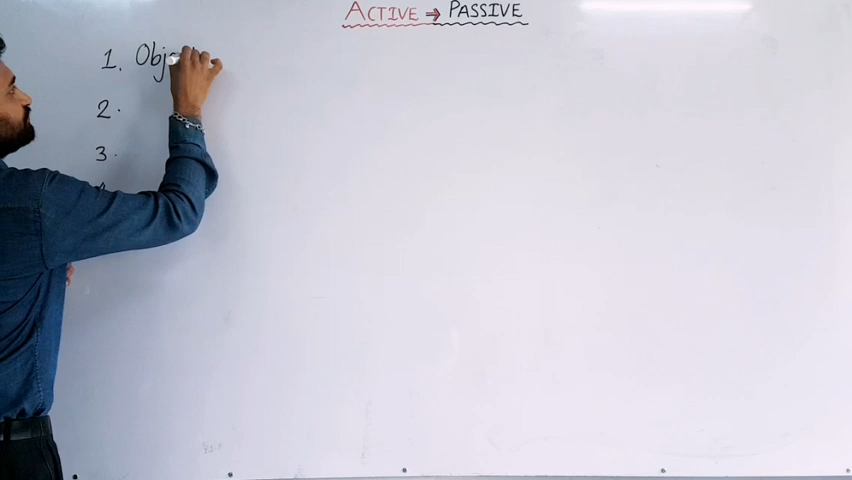 ACTIVE → PASSIVE
1. Obj
2.
3.